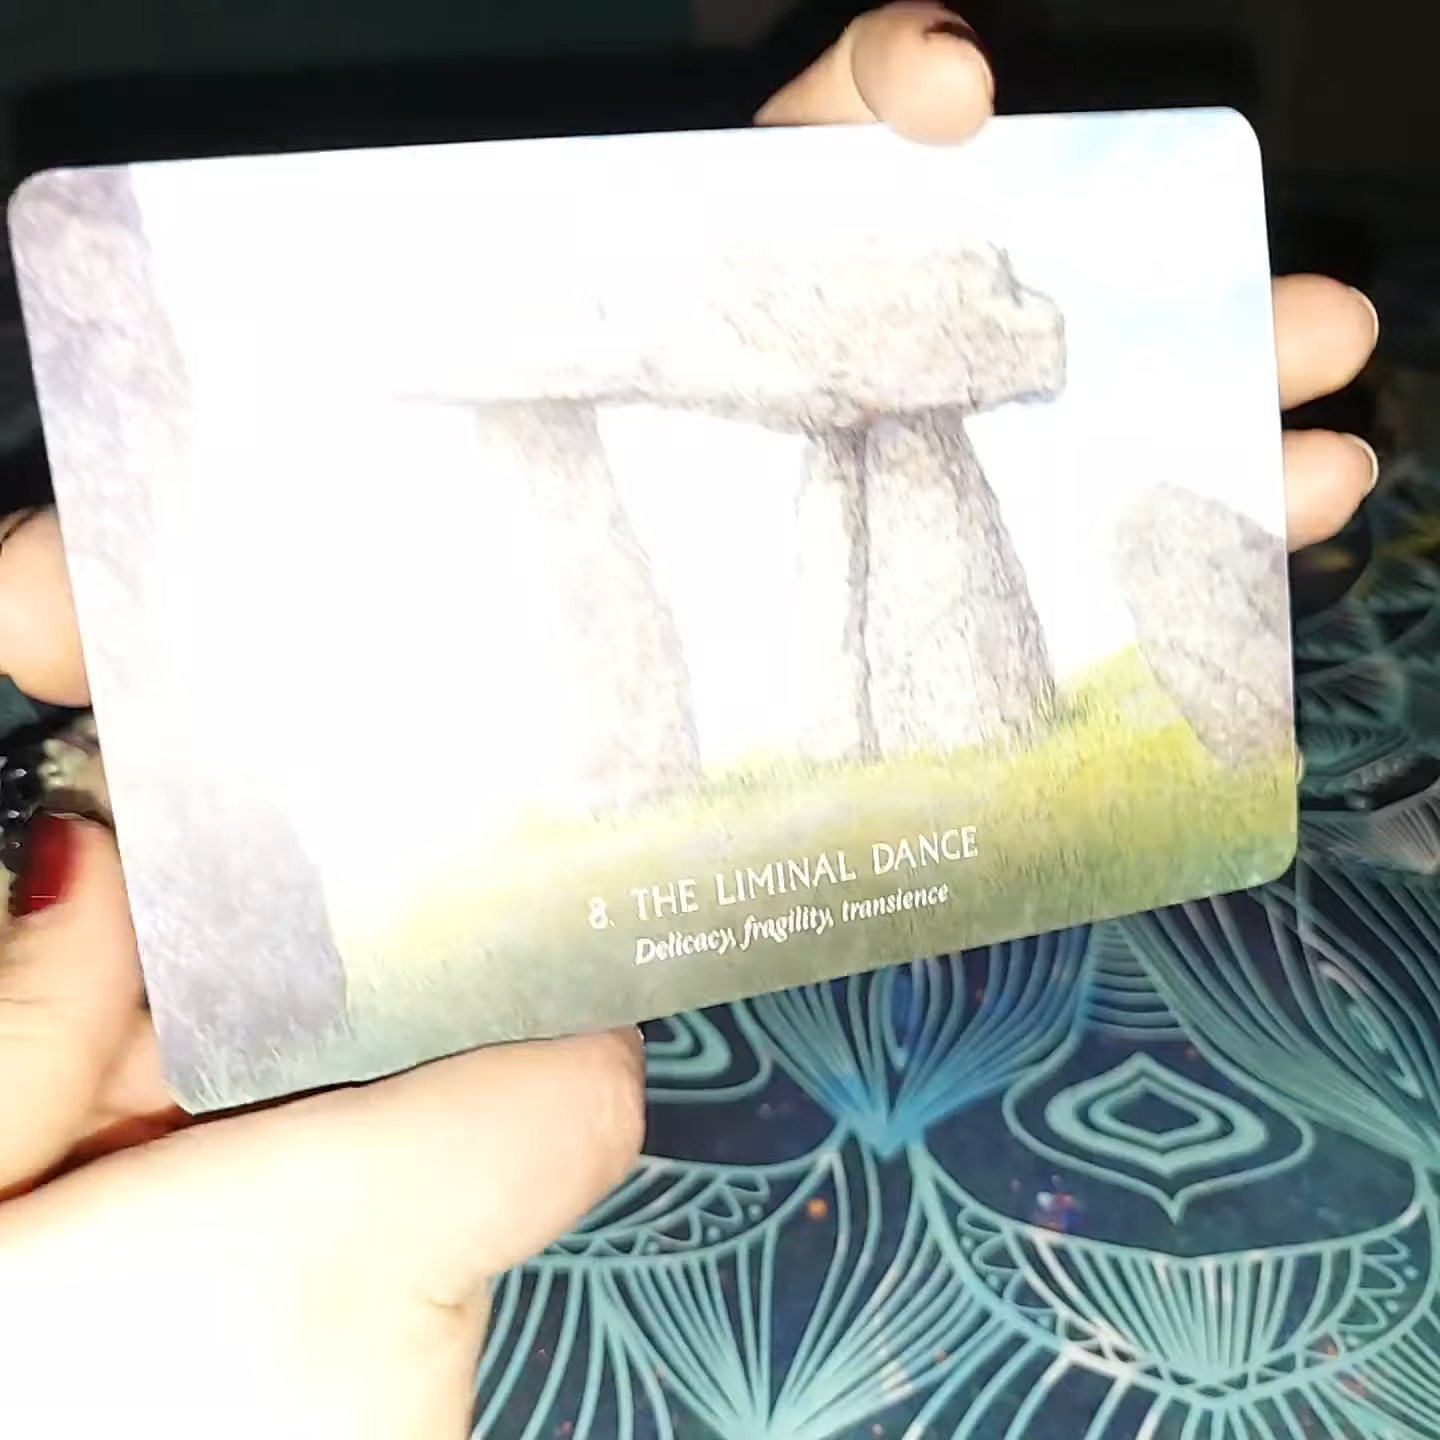 8. THE LIMINAL DANCE
Delicacy, fragility, transience